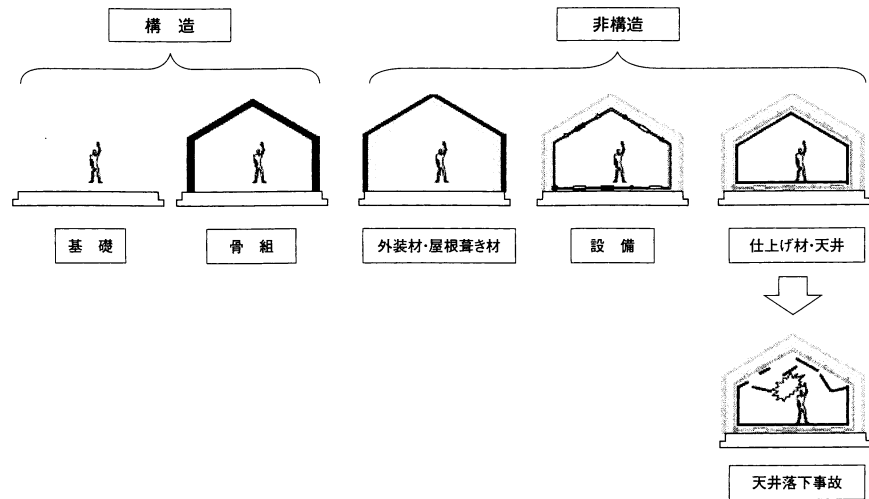 構造
非構造
基礎
骨組
外装材・屋根葺き材
設備
仕上げ材・天井
天井落下事故